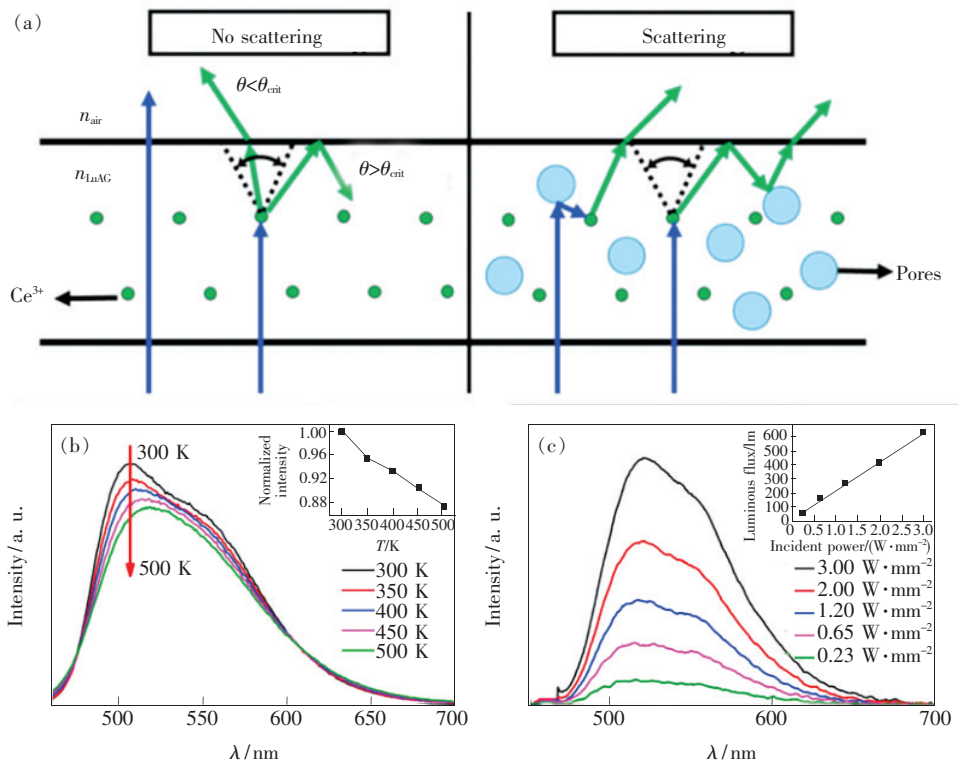 (a)
No scattering
Scattering
θ<θcrit
nair
nLuAG
θ>θcrit
Ce³⁺
Pores
(b)
300 K
500 K
Normalized intensity
1.00
0.96
0.92
0.88
300 350 400 450 500
T/K
300 K
350 K
400 K
450 K
500 K
Intensity/a. u.
500 550 600 650 700
λ/nm
(c)
Luminous flux/lm
600
500
400
300
200
100
0
0 0.5 1.0 1.5 2.0 2.5 3.0
Incident power/(W·mm⁻²)
3.00 W·mm⁻²
2.00 W·mm⁻²
1.20 W·mm⁻²
0.65 W·mm⁻²
0.23 W·mm⁻²
Intensity/a. u.
500 600 700
λ/nm